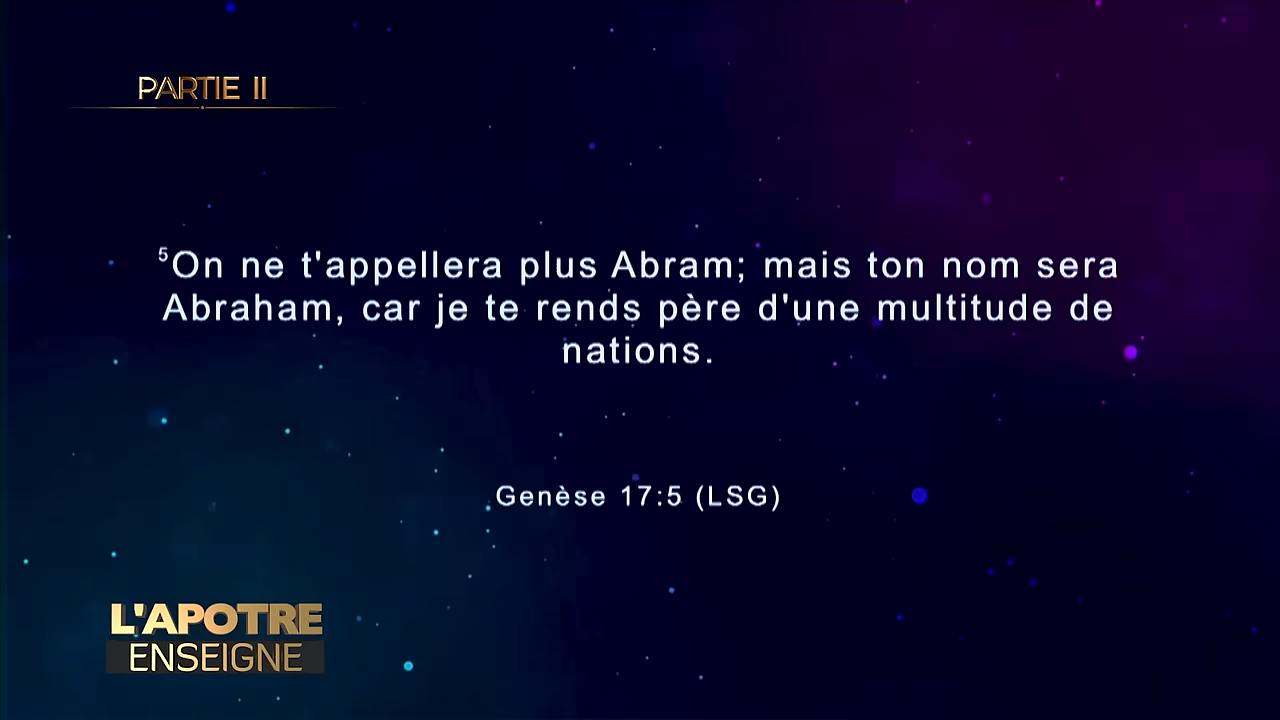 PARTIE II
⁵On ne t'appellera plus Abram; mais ton nom sera
Abraham, car je te rends père d'une multitude de
nations.
Genèse 17:5 (LSG)
L'APOTRE
ENSEIGNE